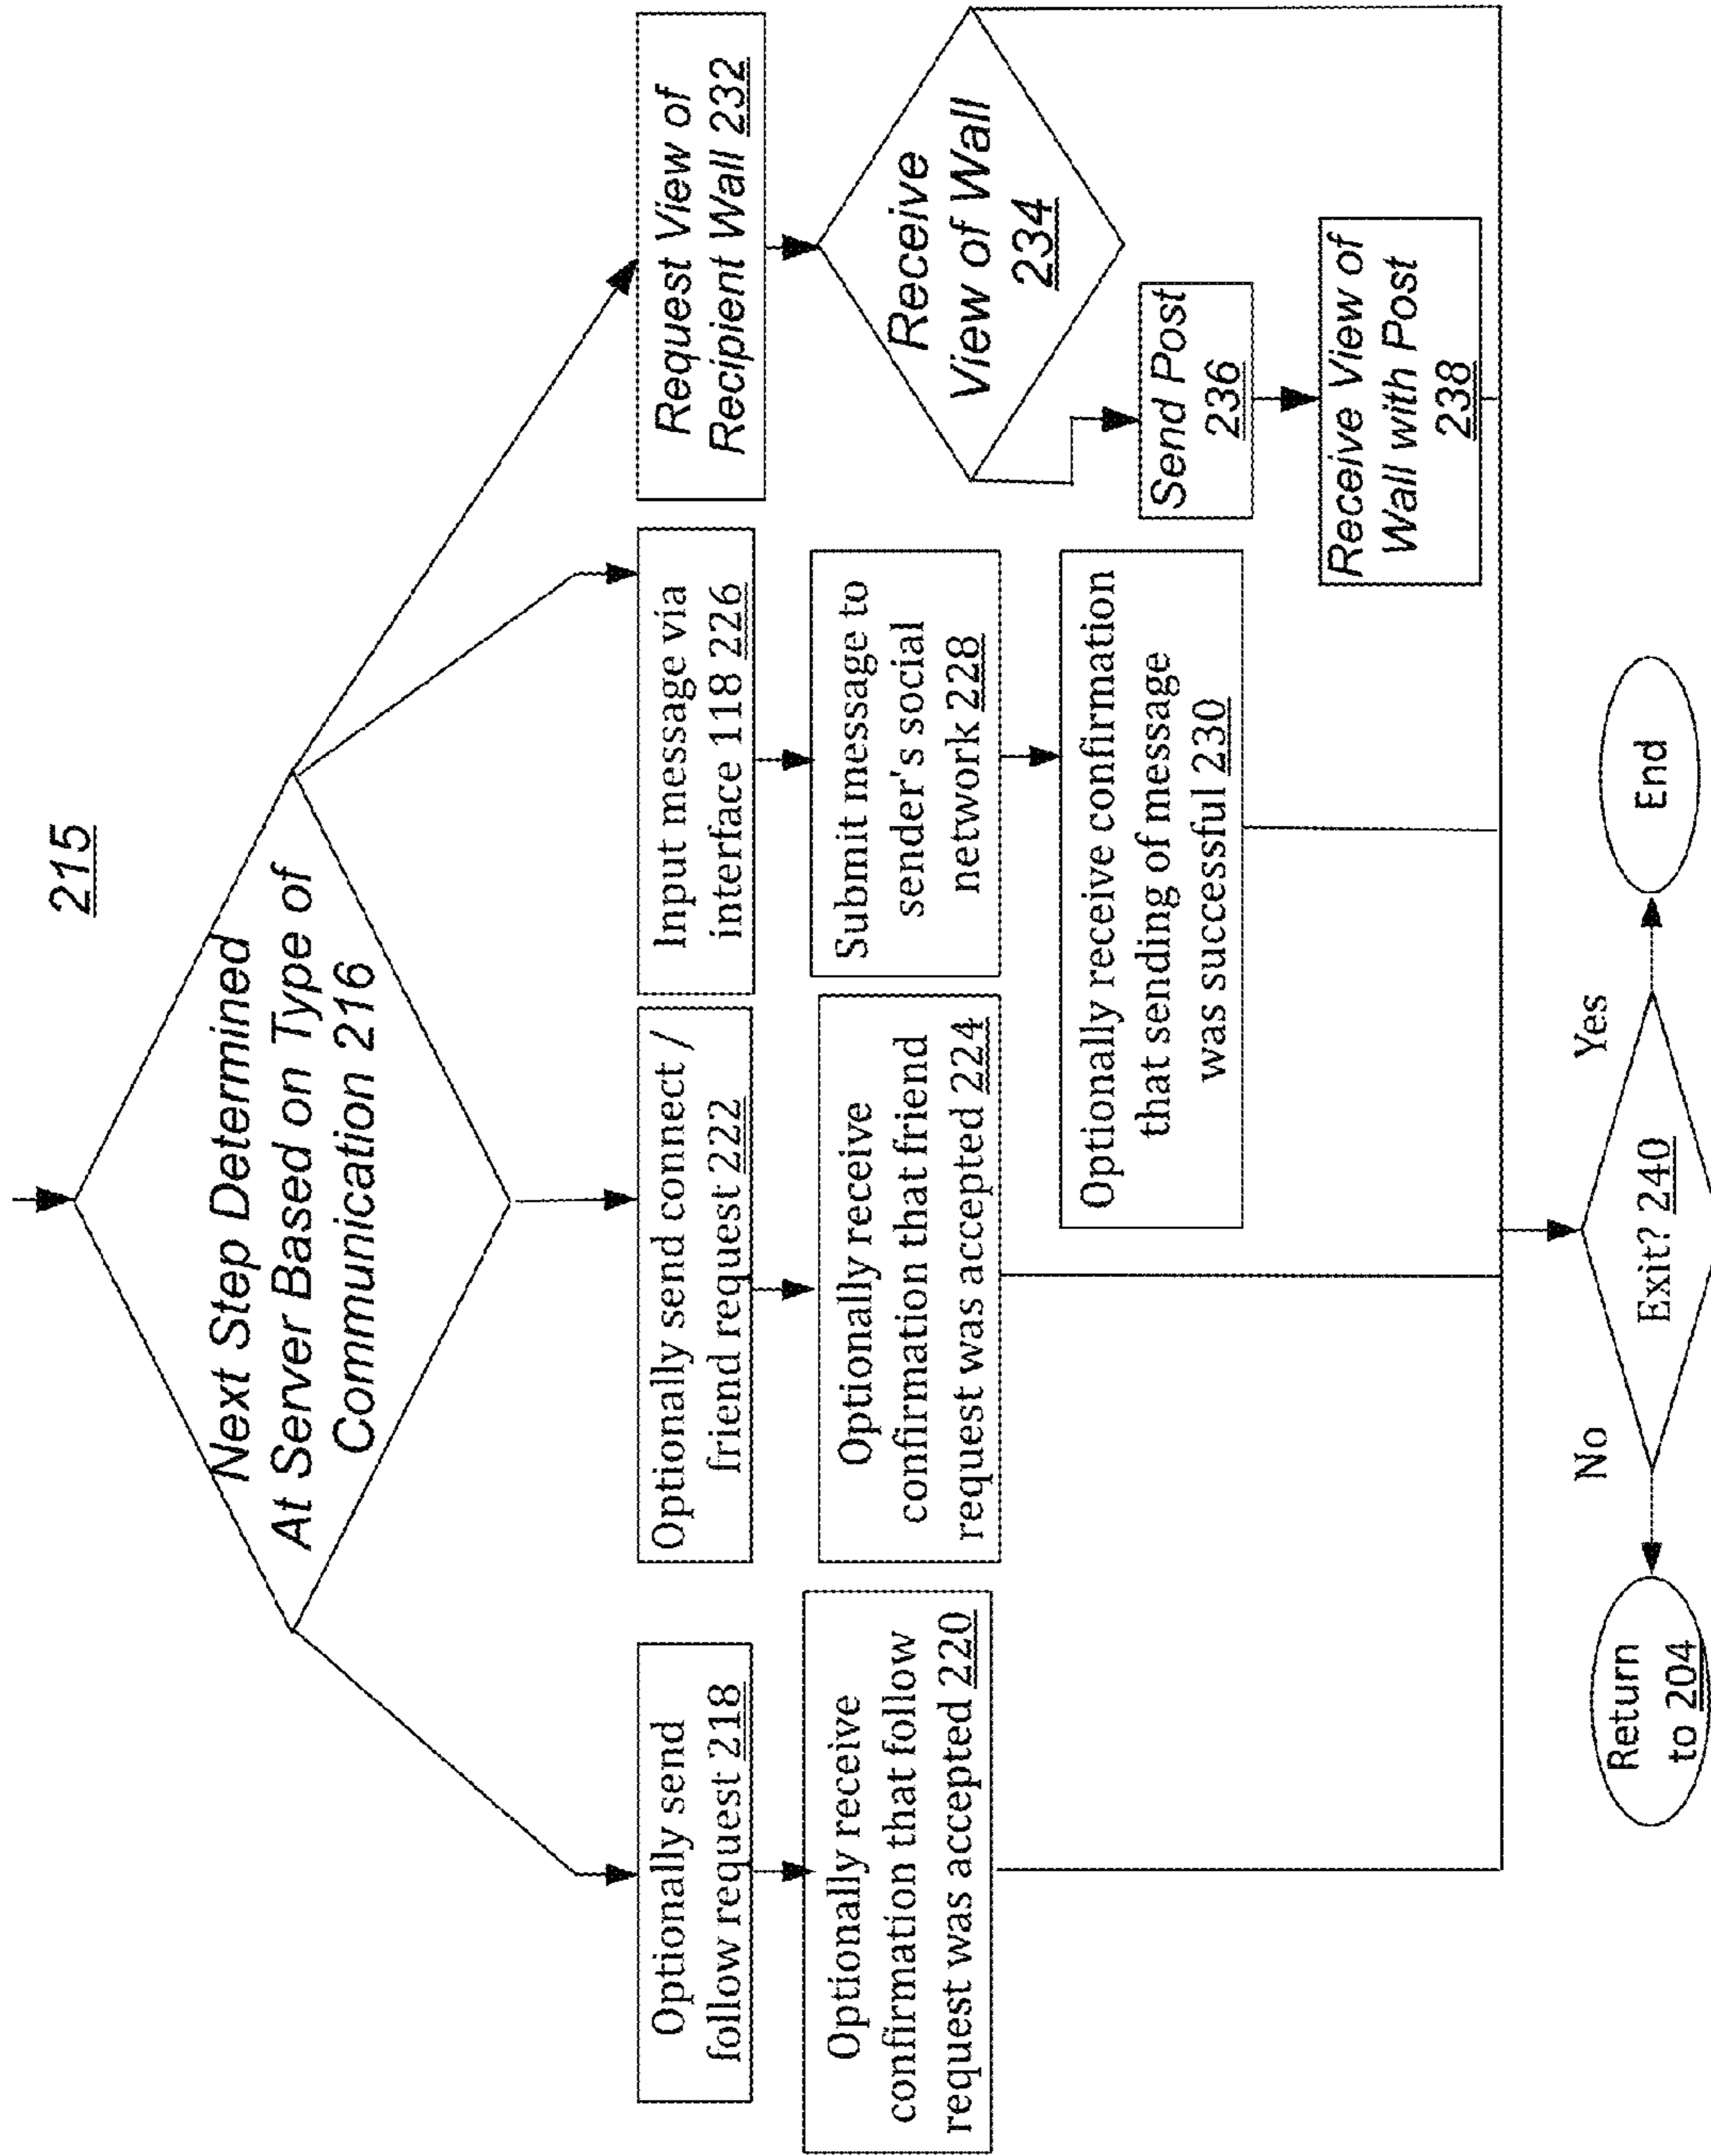 215
Next Step Determined
At Server Based on Type of
Communication 216
Optionally send
follow request 218
Optionally receive
confirmation that follow
request was accepted 220
Optionally send connect /
friend request 222
Optionally receive
confirmation that friend
request was accepted 224
Input message via
interface 118 226
Submit message to
sender's social
network 228
Optionally receive confirmation
that sending of message
was successful 230
Request View of
Recipient Wall 232
Receive
View of Wall
234
Send Post
236
Receive View of
Wall with Post
238
Exit? 240
No
Yes
Return
to 204
End